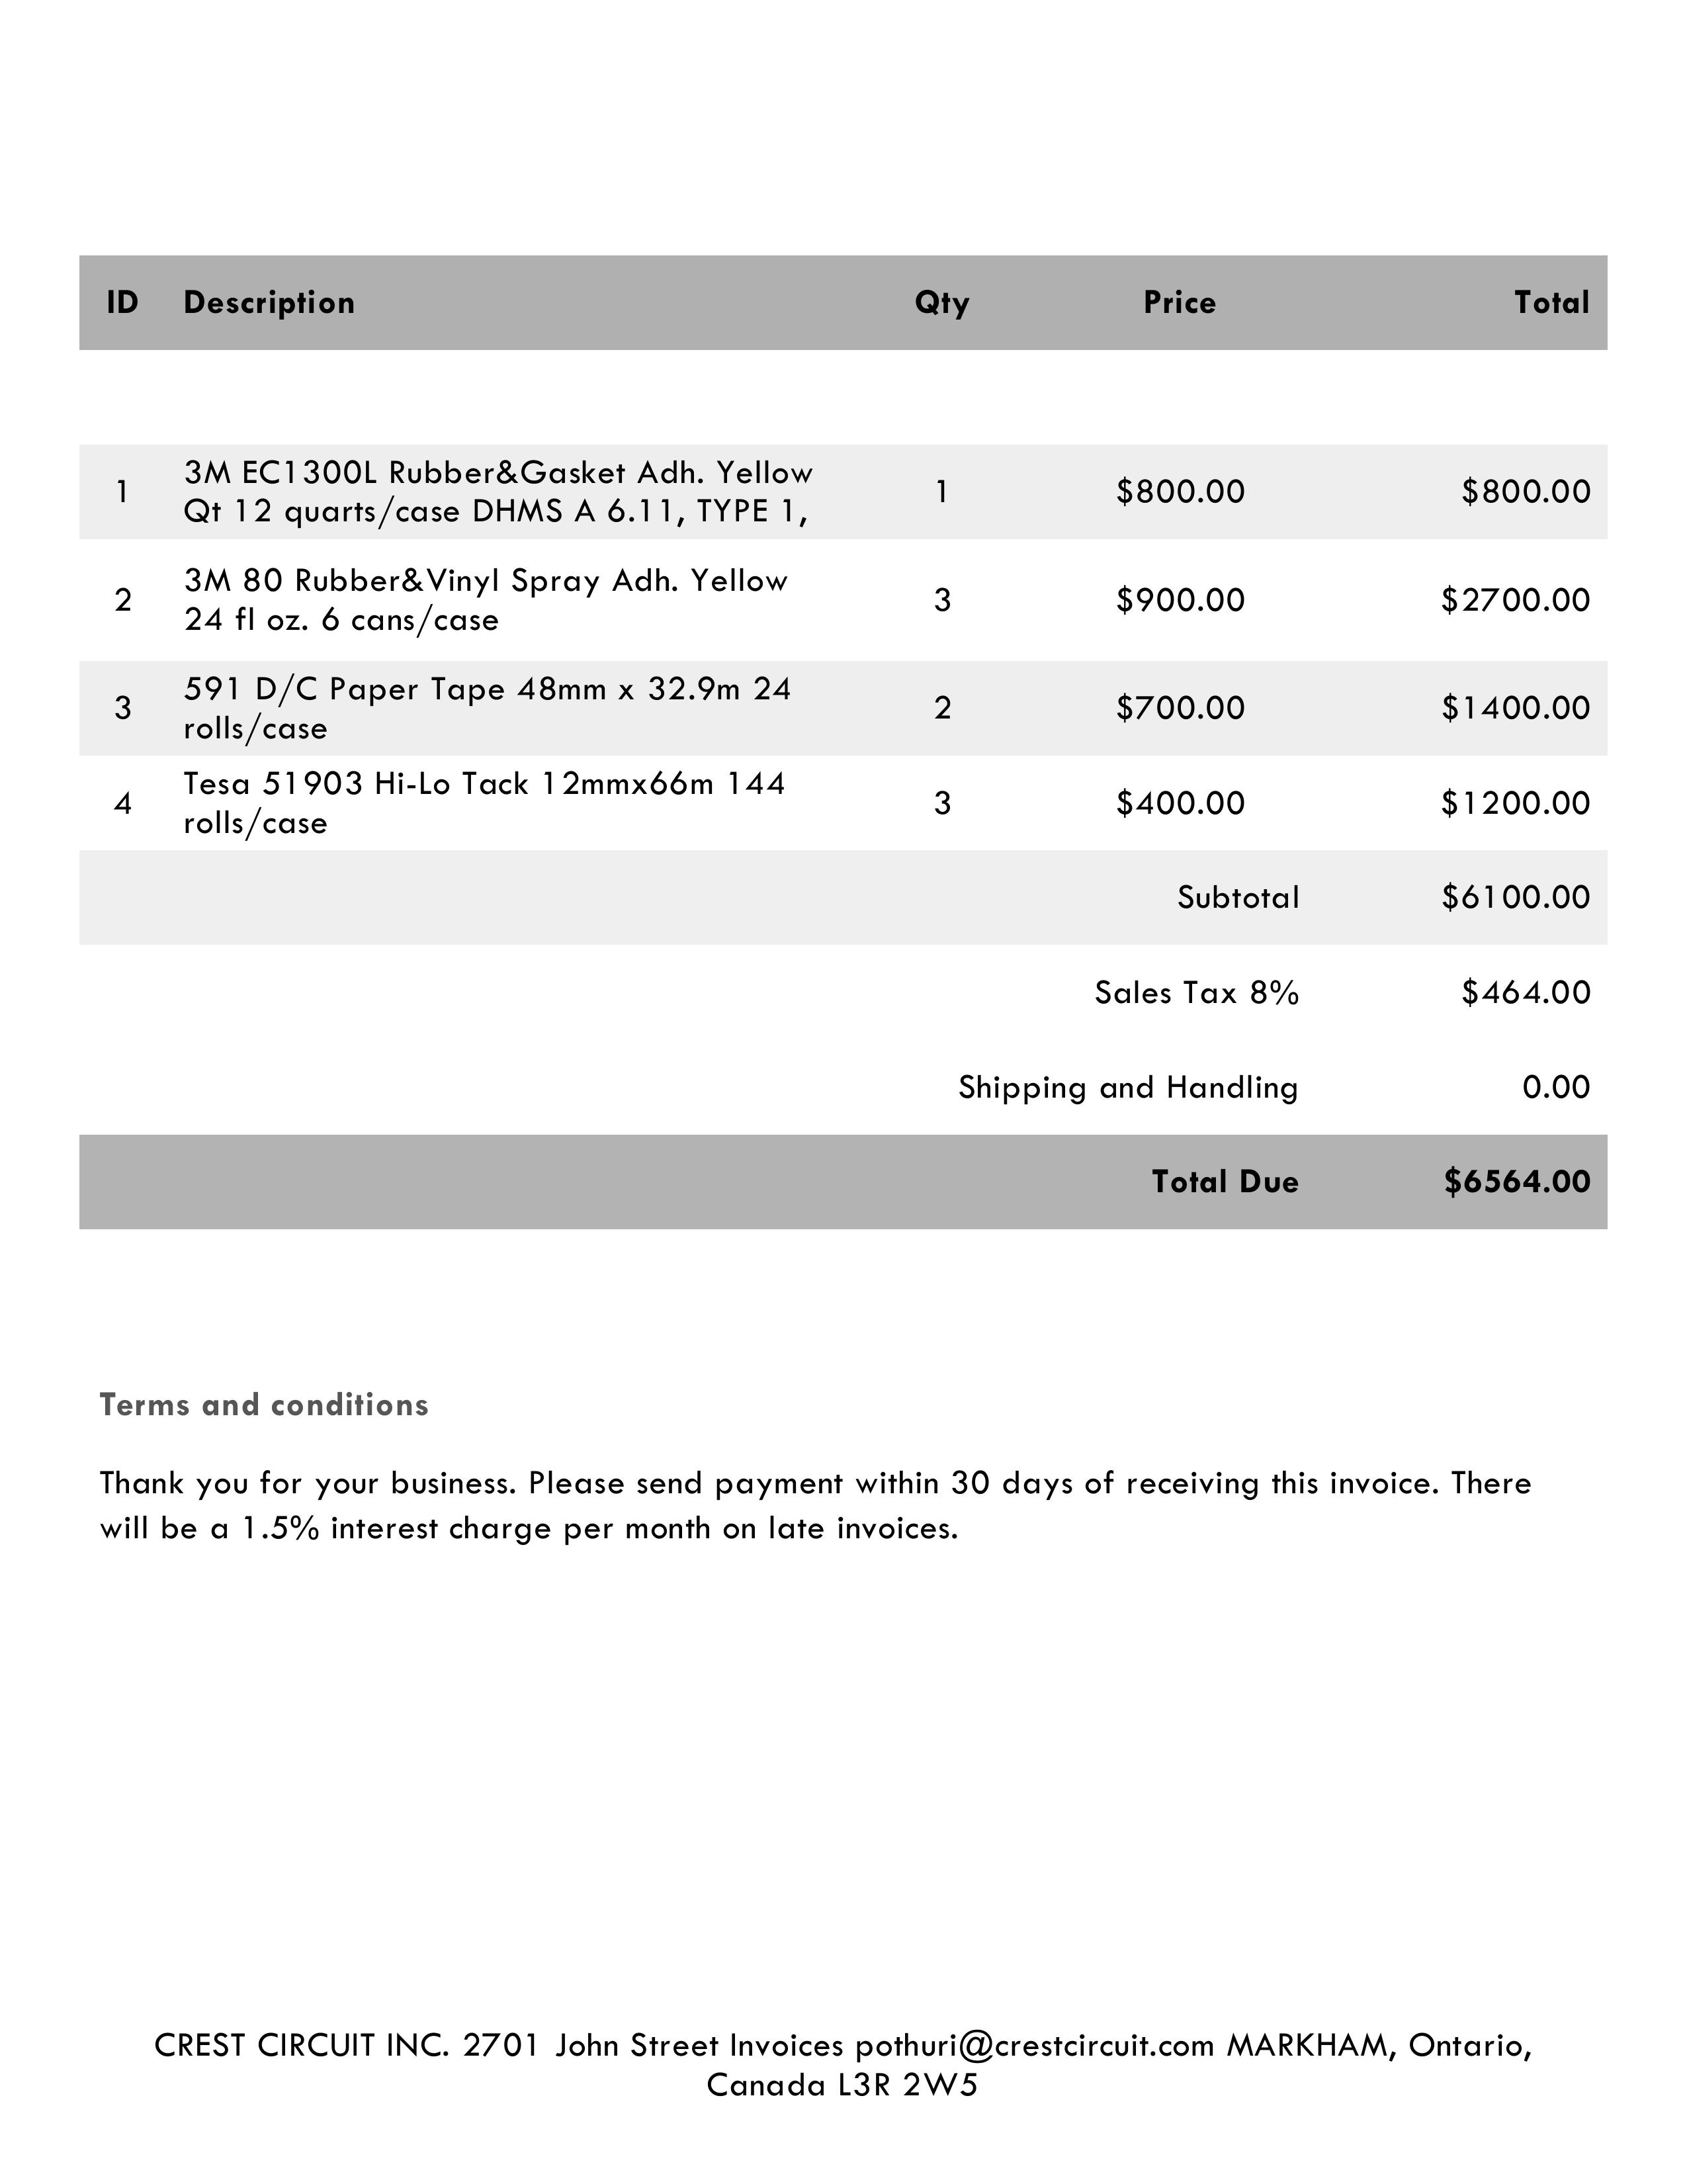 ID Description Qty Price Total
3M EC1300L Rubber&Gasket Adh. Yellow
1 Qt 12 quarts/case DHMS A 6.11, TYPE 1, 1 $800.00 $800.00
3M 80 Rubber&Vinyl Spray Adh. Yellow
2 24 fl oz. 6 cans/case 3 $900.00 $2700.00
591 D/C Paper Tape 48mm x 32.9m 24
3 rolls/case 2 $700.00 $1400.00
Tesa 51903 Hi-Lo Tack 12mmx66m 144
4 rolls/case 3 $400.00 $1200.00
Subtotal $6100.00
Sales Tax 8% $464.00
Shipping and Handling 0.00
Total Due $6564.00
Terms and conditions
Thank you for your business. Please send payment within 30 days of receiving this invoice. There
will be a 1.5% interest charge per month on late invoices.
CREST CIRCUIT INC. 2701 John Street Invoices pothuri@crestcircuit.com MARKHAM, Ontario,
Canada L3R 2W5